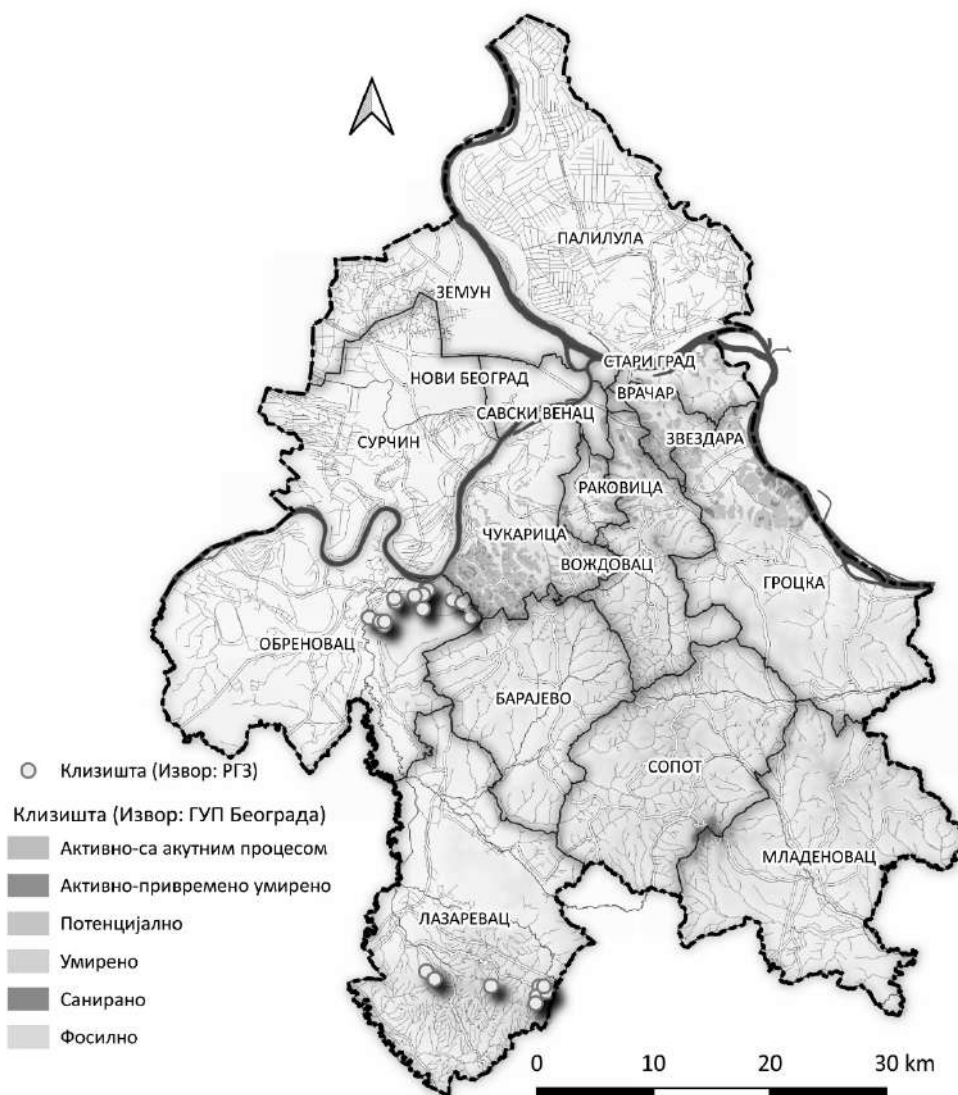 ПАЛИЛУЛА
ЗЕМУН
СТАРИ ГРАД
НОВИ БЕОГРАД
ВРАЧАР
САВСКИ ВЕНАЦ
ЗВЕЗДАРА
СУРЧИН
РАКОВИЦА
ЧУКАРИЦА
ВОЖДОВАЦ
ГРОЦКА
ОБРЕНОВАЦ
БАРАЈЕВО
СОПОТ
МЛАДЕНОВАЦ
ЛАЗАРЕВАЦ
Клизишта (Извор: РГЗ)
Клизишта (Извор: ГУП Београда)
Активно-са акутним процесом
Активно-привремено умирено
Потенцијално
Умирено
Санирано
Фосилно
0 10 20 30 km